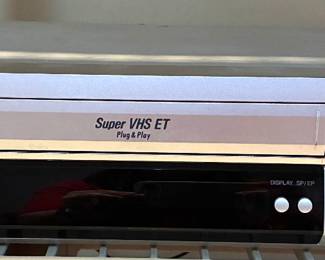 Super VHS ET
Plug & Play
DISPLAY SP/EP